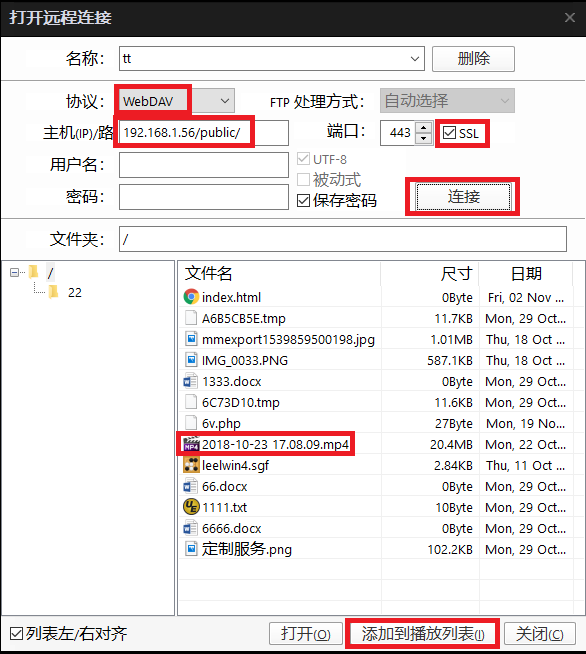 打开远程连接
名称： tt 删除
协议： WebDAV FTP 处理方式： 自动选择
主机(IP)/路 192.168.1.56/public/ 端口： 443 SSL
用户名： UTF-8
被动式
密码： 保存密码 连接
文件夹： /
/
22
文件名 尺寸 日期
index.html 0Byte Fri, 02 Nov ...
A6B5CB5E.tmp 11.7KB Mon, 29 Oct...
mmexport1539859500198.jpg 1.01MB Thu, 18 Oct ...
IMG_0033.PNG 587.1KB Thu, 18 Oct ...
1333.docx 0Byte Mon, 29 Oct...
6C73D10.tmp 11.6KB Mon, 29 Oct...
6v.php 27Byte Mon, 19 No...
2018-10-23 17.08.09.mp4 20.4MB Mon, 22 Oct...
leelwin4.sgf 2.84KB Thu, 11 Oct ...
66.docx 0Byte Mon, 29 Oct...
1111.txt 10Byte Mon, 29 Oct...
6666.docx 0Byte Mon, 29 Oct...
定制服务.png 102.2KB Mon, 29 Oct...
列表左/右对齐 打开(O) 添加到播放列表(I) 关闭(C)